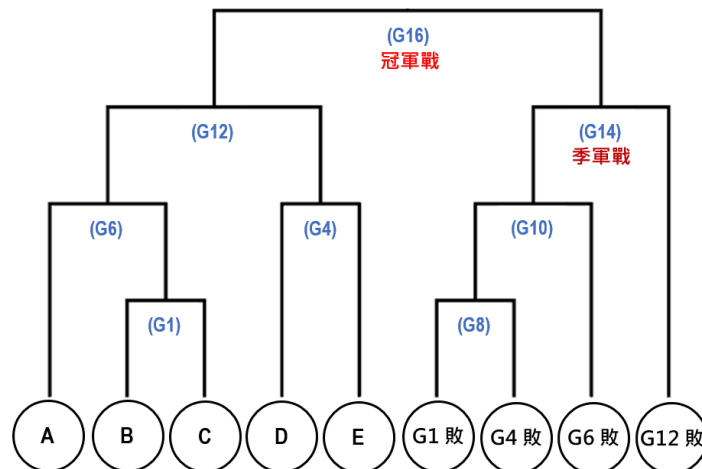 (G16)
冠軍戰
(G12)
(G14)
季軍戰
(G6)
(G4)
(G10)
(G1)
(G8)
A
B
C
D
E
G1 敗
G4 敗
G6 敗
G12 敗